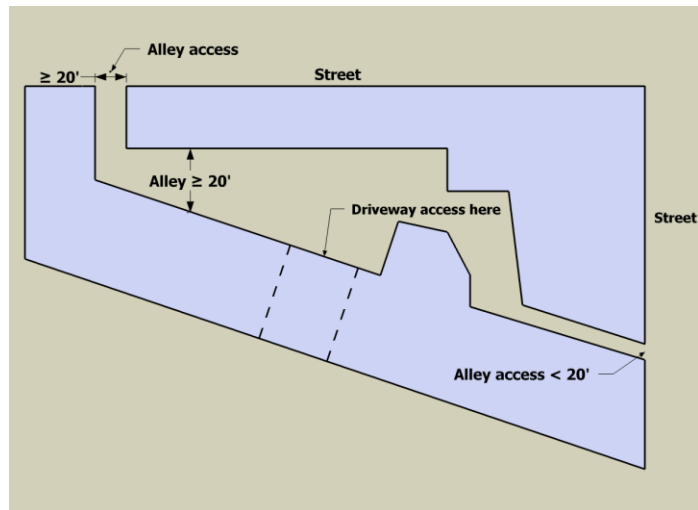 Alley access
≥ 20'
Street
Alley ≥ 20'
Driveway access here
Street
Alley access < 20'